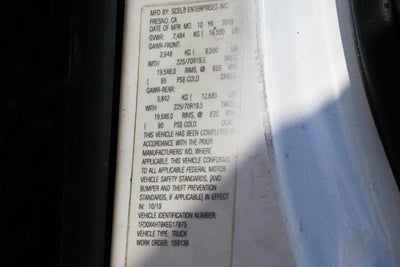 MFD BY: SCELZI ENTERPRISES INC
FRESNO, CA
DATE OF MFR: MO. 10 YR. 2019
GVWR: 7,484 KG ( 16,500 LB)
GAWR-FRONT:
2,948 KG ( 6,500 LB)
WITH 225/70R19.5 TIRES,
19.5X6.0 RIMS, @ 655 KPA
( 95 PSI) COLD SINGLE
GAWR-REAR:
5,842 KG ( 12,880 LB)
WITH 225/70R19.5 TIRES,
19.5X6.0 RIMS, @ 620 KPA
( 90 PSI) COLD DUAL
THIS VEHICLE HAS BEEN COMPLETED IN
ACCORDANCE WITH THE PRIOR
MANUFACTURERS' IVD, WHERE
APPLICABLE. THIS VEHICLE CONFORMS TO
ALL APPLICABLE FEDERAL MOTOR
VEHICLE SAFETY STANDARDS, [AND
BUMPER AND THEFT PREVENTION
STANDARDS, IF APPLICABLE] IN EFFECT
IN: 10/19
VEHICLE IDENTIFICATION NUMBER:
VEHICLE TYPE: TRUCK
WORK ORDER: 159136